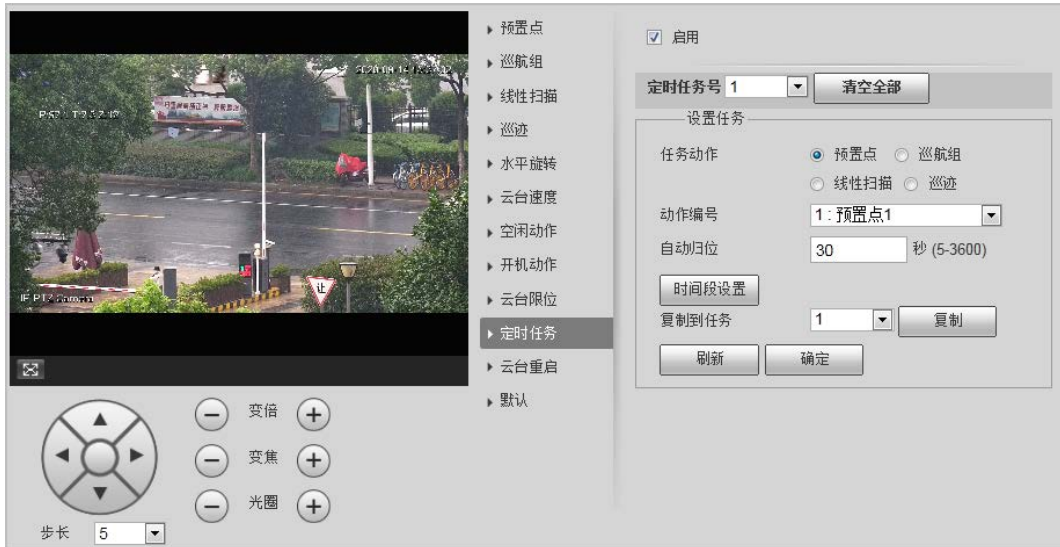 让
IP PTZ Camera
变倍
变焦
光圈
步长 5
预置点
巡航组
线性扫描
巡迹
水平旋转
云台速度
空闲动作
开机动作
云台限位
定时任务
云台重启
默认
启用
定时任务号 1 清空全部
设置任务
任务动作 预置点 巡航组
线性扫描 巡迹
动作编号 1 : 预置点1
自动归位 30 秒 (5-3600)
时间段设置
复制到任务 1 复制
刷新 确定